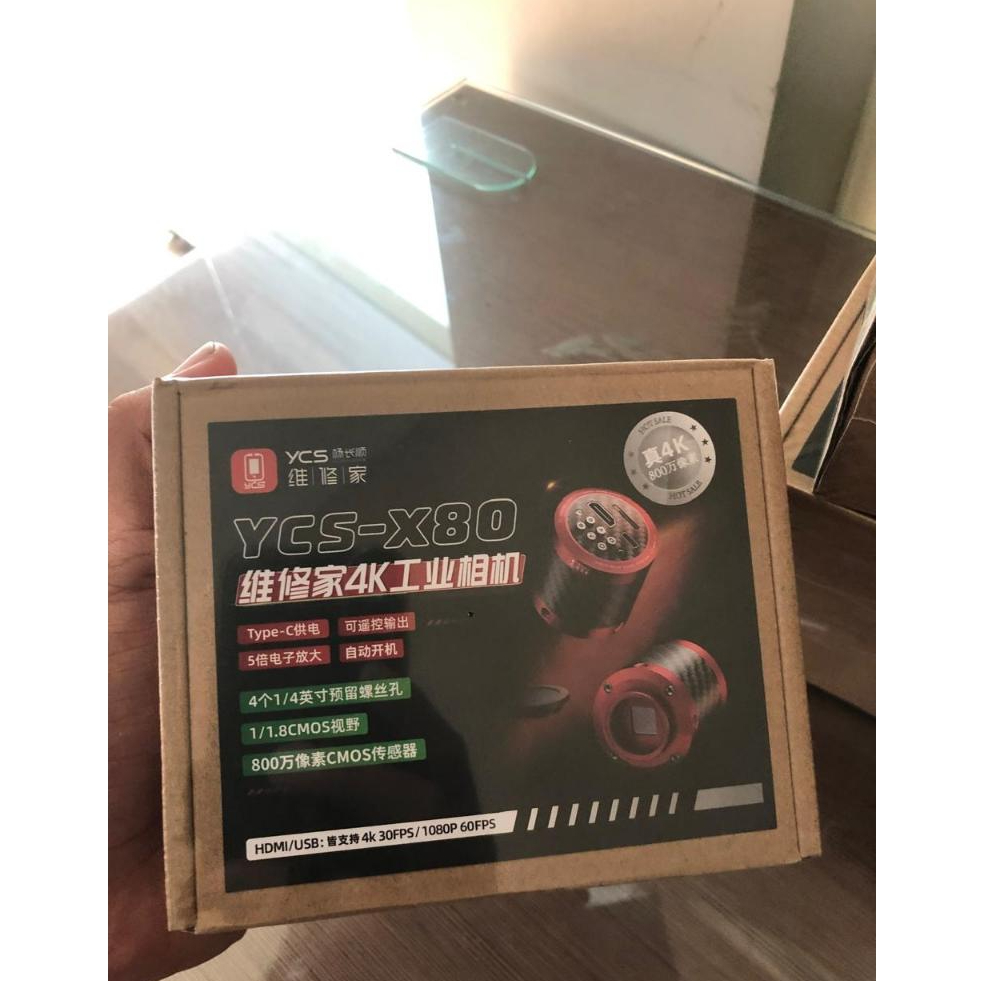 YCS 杨长顺
维修家
YCS
HOT SALE
真4K
800万像素
HOT SALE
YCS-X80
维修家4K工业相机
Type-C供电
可遥控输出
5倍电子放大
自动开机
4个1/4英寸预留螺丝孔
1/1.8CMOS视野
800万像素CMOS传感器
HDMI/USB: 皆支持 4k 30FPS/1080P 60FPS